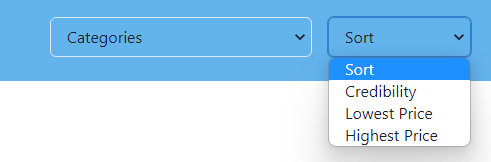 Categories
Sort
Sort
Credibility
Lowest Price
Highest Price